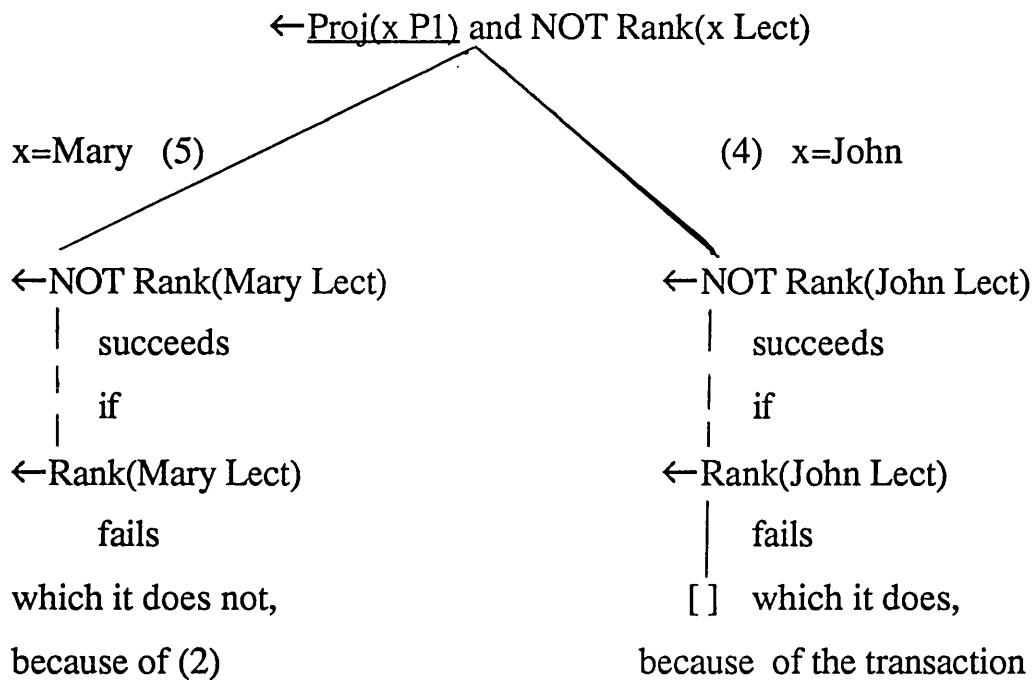 ←Proj(x P1) and NOT Rank(x Lect)
x=Mary (5)
(4) x=John
←NOT Rank(Mary Lect)
←NOT Rank(John Lect)
succeeds
succeeds
if
if
←Rank(Mary Lect)
←Rank(John Lect)
fails
fails
which it does not,
[ ] which it does,
because of (2)
because of the transaction